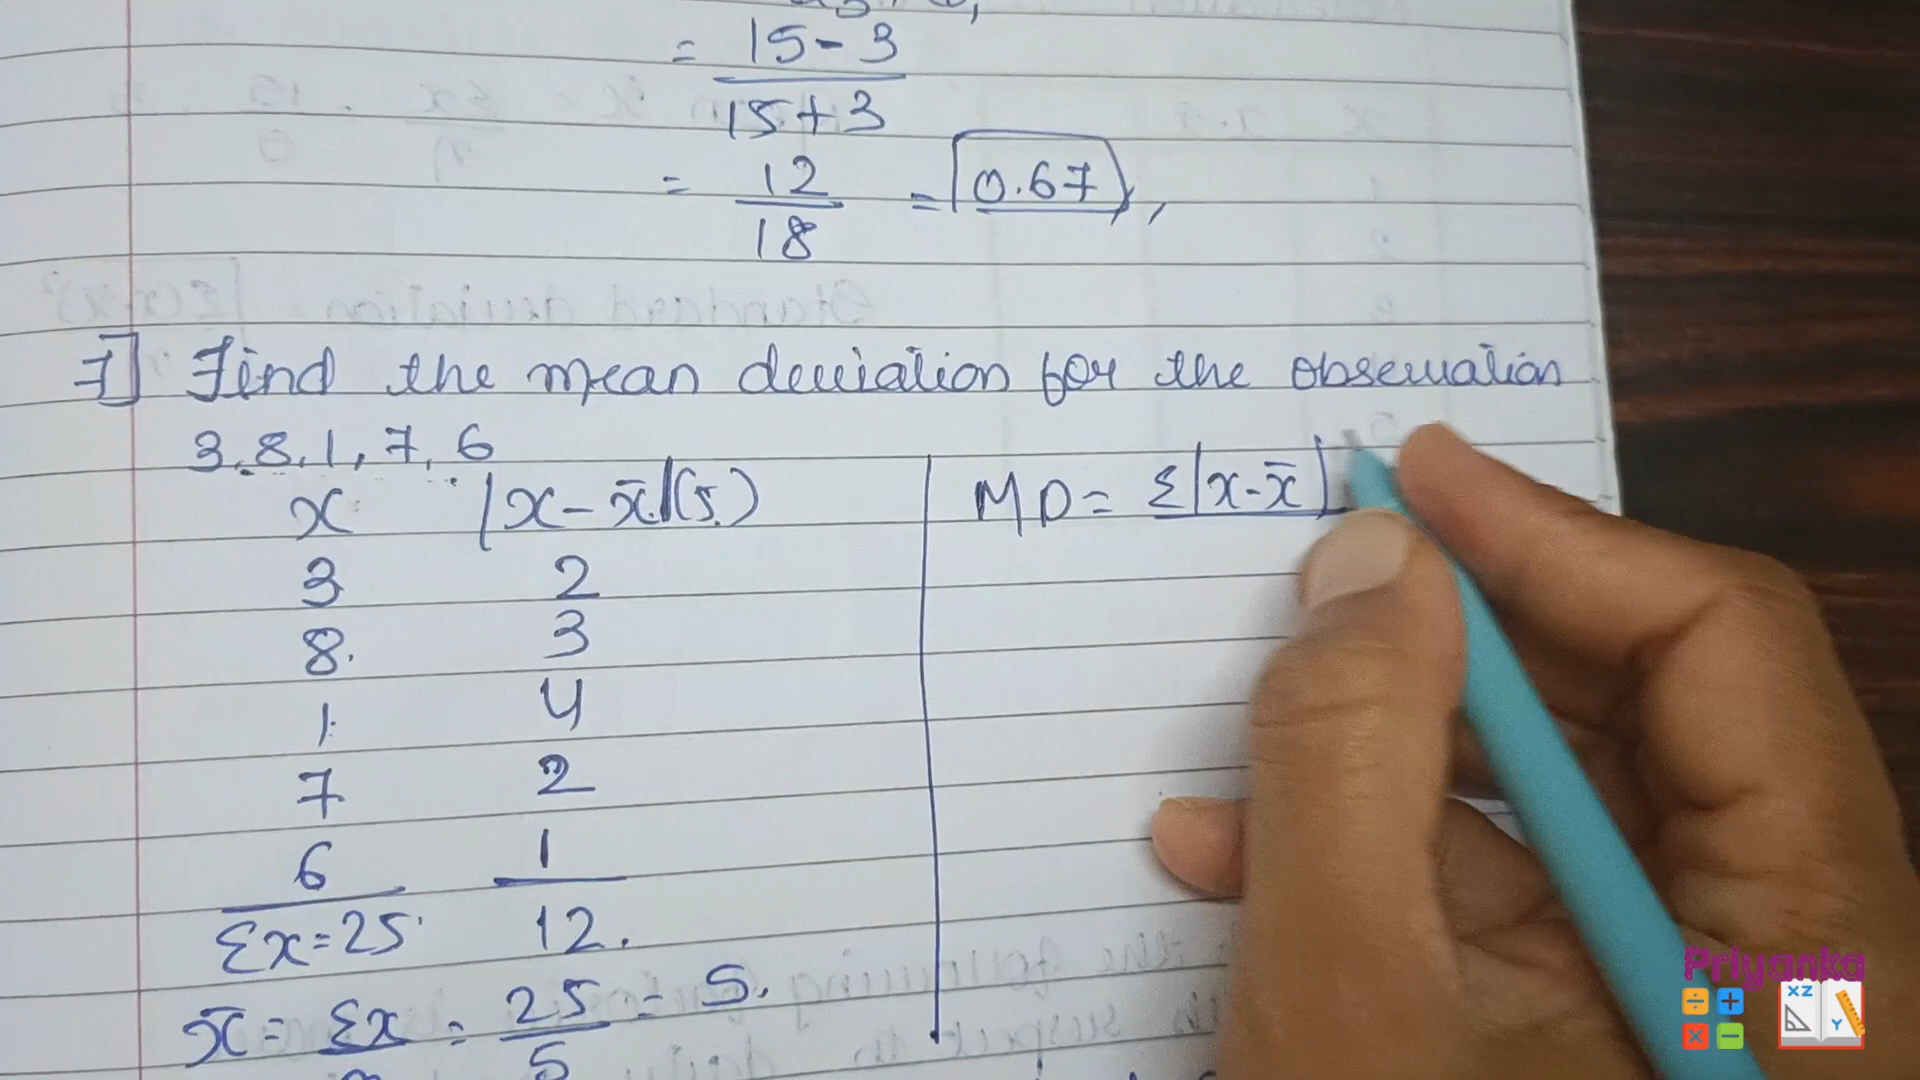 = 15 - 3
15 + 3
= 12 = 0.67,
18
7] Find the mean deviation for the observation
3, 8, 1, 7, 6
x |x - x̄|(5)
3 2
8 3
1 4
7 2
6 1
Σx = 25 12
x̄ = Σx = 25 = 5.
5
MD = Σ|x - x̄|
Priyanka
XZ
Y